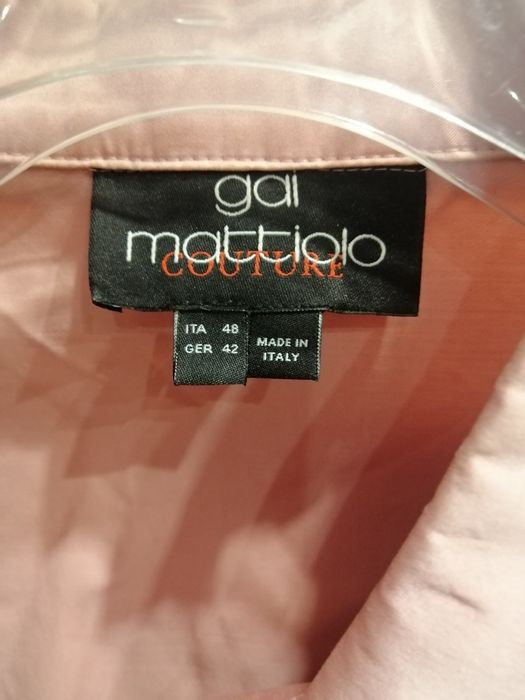 gai
mattiolo
COUTURE
ITA 48
GER 42
MADE IN
ITALY